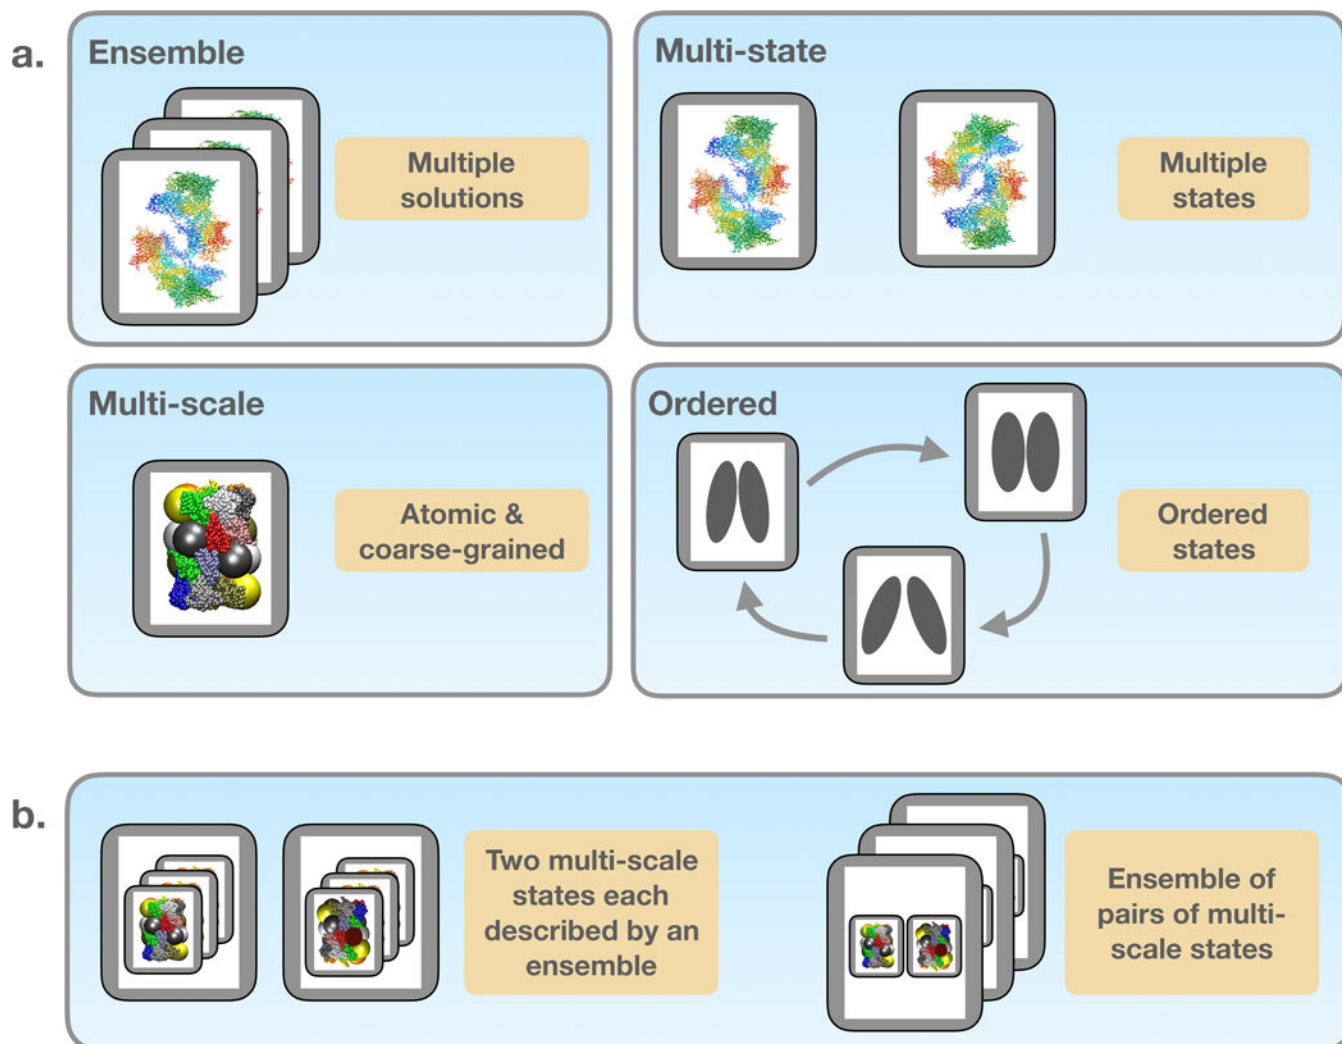 a.
Ensemble
Multiple
solutions
Multi-state
Multiple
states
Multi-scale
Atomic &
coarse-grained
Ordered
Ordered
states
b.
Two multi-scale
states each
described by an
ensemble
Ensemble of
pairs of multi-
scale states